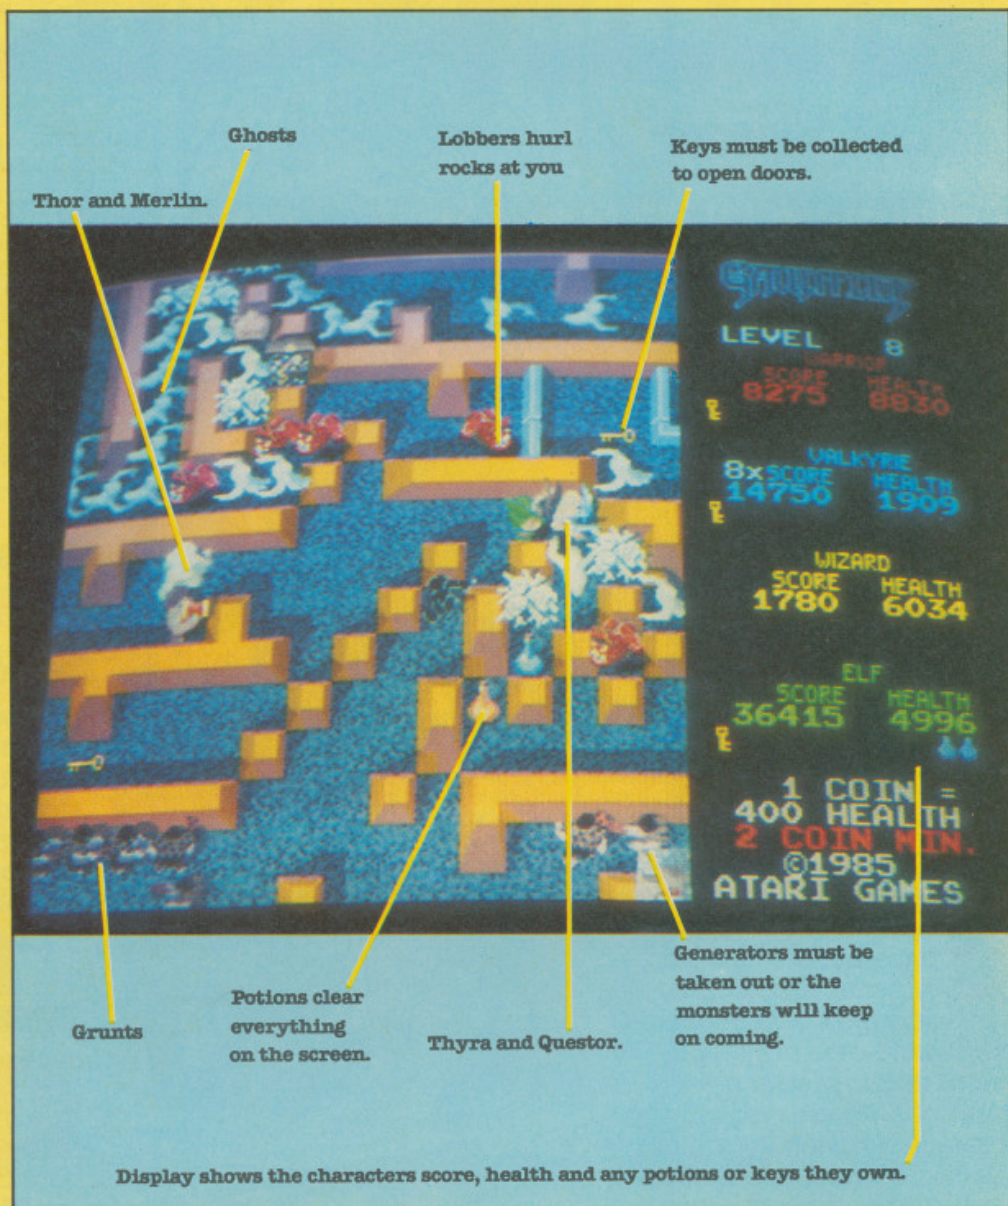 Ghosts
Lobbers hurl
rocks at you
Keys must be collected
to open doors.
Thor and Merlin.
GAUNTLET
LEVEL 8
WARRIOR
SCORE HEALTH
8275 8830
VALKYRIE
8x SCORE HEALTH
14750 1909
WIZARD
SCORE HEALTH
1780 6034
ELF
SCORE HEALTH
36415 4996
1 COIN =
400 HEALTH
2 COIN MIN.
©1985
ATARI GAMES
Grunts
Potions clear
everything
on the screen.
Thyra and Questor.
Generators must be
taken out or the
monsters will keep
on coming.
Display shows the characters score, health and any potions or keys they own.